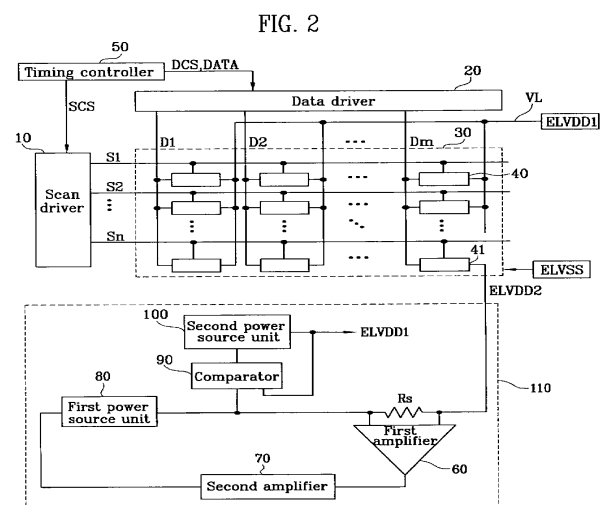 FIG. 2
50
Timing controller
DCS,DATA
SCS
20
Data driver
VL
ELVDD1
10
D1
D2
Dm
30
S1
40
Scan driver
S2
Sn
41
ELVSS
ELVDD2
100
Second power source unit
ELVDD1
90
Comparator
80
First power source unit
Rs
110
First amplifier
70
Second amplifier
60